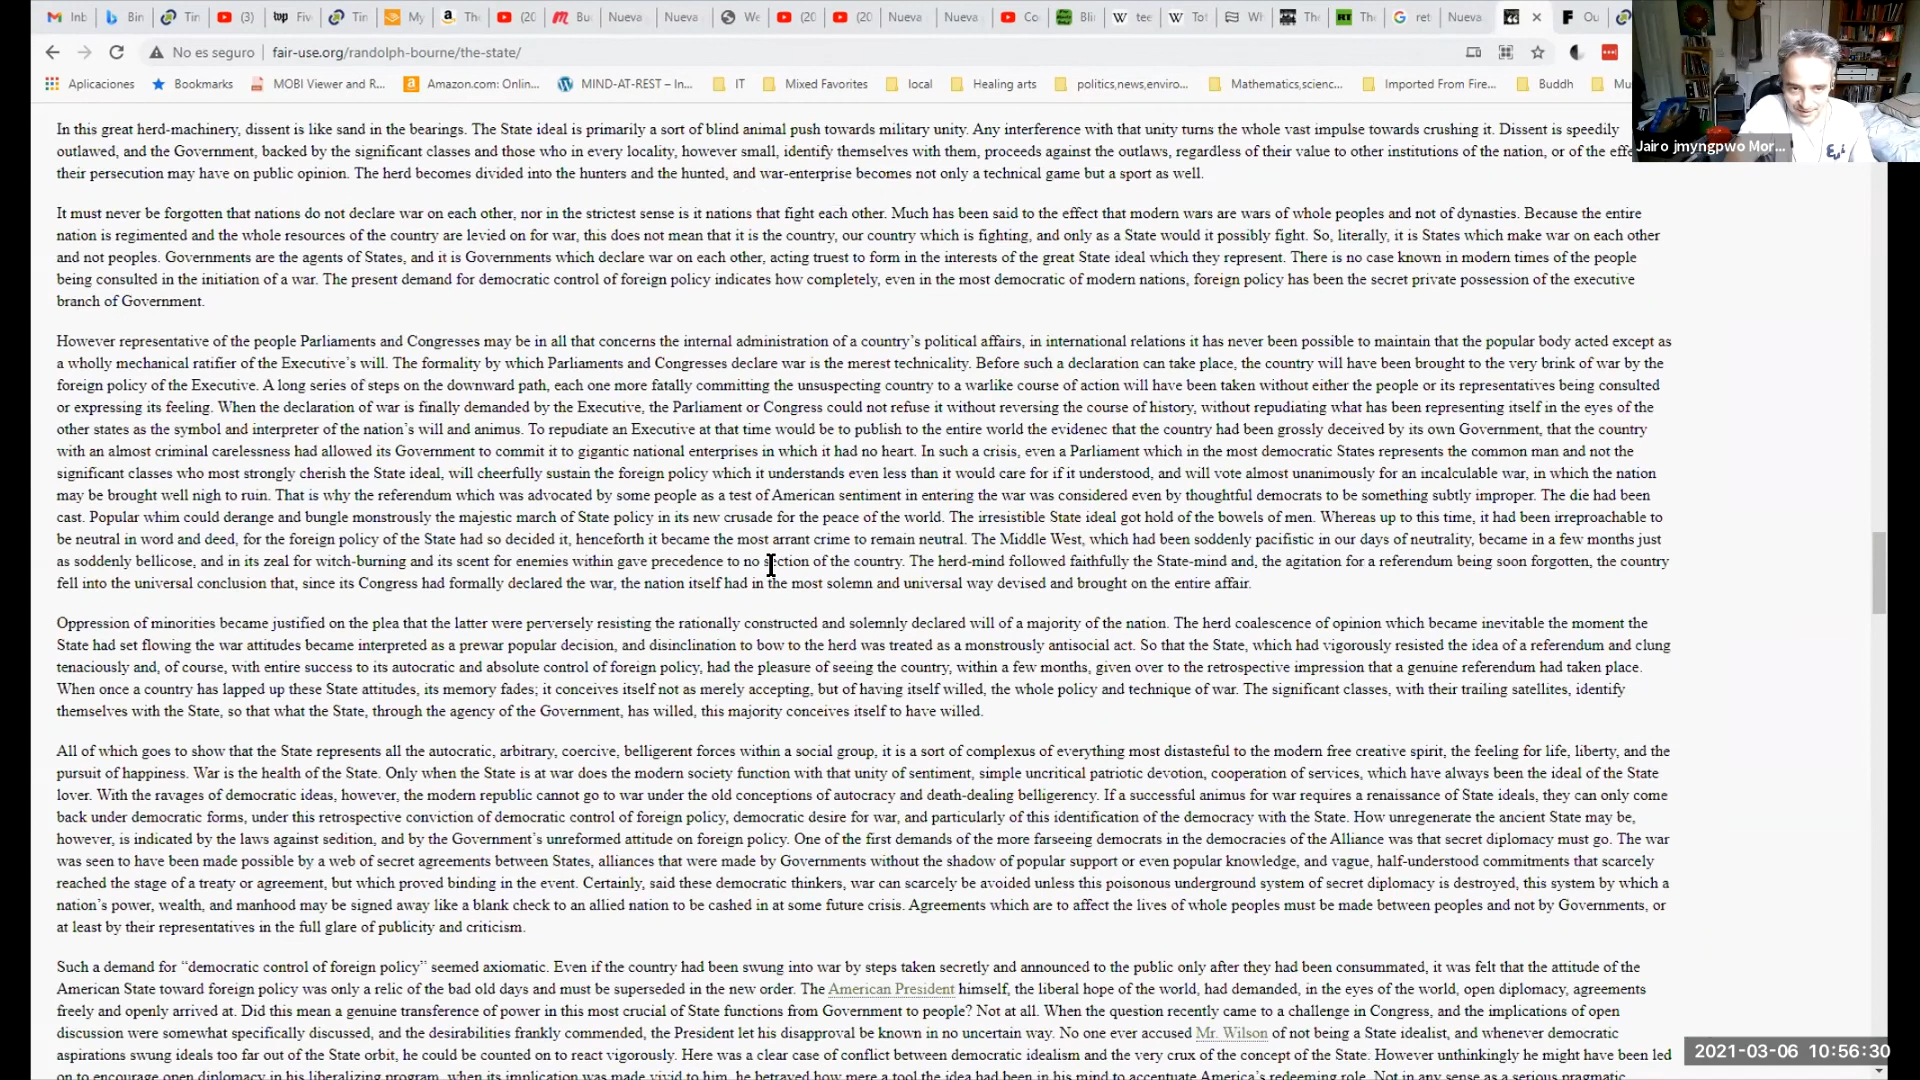 Inb
Bin
Tin
(3)
Fiv
Tin
My
Th
(20
Bu
Nueva
Nueva
We
(20
(20
Nueva
Nueva
Co
Bli
tee
To
Wi
The
The
ret
Nueva
Ou
No es seguro | fair-use.org/randolph-bourne/the-state/
Aplicaciones
Bookmarks
MOBI Viewer and R...
Amazon.com: Onlin...
MIND-AT-REST – In...
IT
Mixed Favorites
local
Healing arts
politics,news,enviro...
Mathematics,scienc...
Imported From Fire...
Buddh
Mu
Jairo jmyngpwo Mor...
In this great herd-machinery, dissent is like sand in the bearings. The State ideal is primarily a sort of blind animal push towards military unity. Any interference with that unity turns the whole vast impulse towards crushing it. Dissent is speedily
outlawed, and the Government, backed by the significant classes and those who in every locality, however small, identify themselves with them, proceeds against the outlaws, regardless of their value to other institutions of the nation, or of the effe
their persecution may have on public opinion. The herd becomes divided into the hunters and the hunted, and war-enterprise becomes not only a technical game but a sport as well.
It must never be forgotten that nations do not declare war on each other, nor in the strictest sense is it nations that fight each other. Much has been said to the effect that modern wars are wars of whole peoples and not of dynasties. Because the entire
nation is regimented and the whole resources of the country are levied on for war, this does not mean that it is the country, our country which is fighting, and only as a State would it possibly fight. So, literally, it is States which make war on each other
and not peoples. Governments are the agents of States, and it is Governments which declare war on each other, acting truest to form in the interests of the great State ideal which they represent. There is no case known in modern times of the people
being consulted in the initiation of a war. The present demand for democratic control of foreign policy indicates how completely, even in the most democratic of modern nations, foreign policy has been the secret private possession of the executive
branch of Government.
However representative of the people Parliaments and Congresses may be in all that concerns the internal administration of a country’s political affairs, in international relations it has never been possible to maintain that the popular body acted except as
a wholly mechanical ratifier of the Executive’s will. The formality by which Parliaments and Congresses declare war is the merest technicality. Before such a declaration can take place, the country will have been brought to the very brink of war by the
foreign policy of the Executive. A long series of steps on the downward path, each one more fatally committing the unsuspecting country to a warlike course of action will have been taken without either the people or its representatives being consulted
or expressing its feeling. When the declaration of war is finally demanded by the Executive, the Parliament or Congress could not refuse it without reversing the course of history, without repudiating what has been representing itself in the eyes of the
other states as the symbol and interpreter of the nation’s will and animus. To repudiate an Executive at that time would be to publish to the entire world the evidenec that the country had been grossly deceived by its own Government, that the country
with an almost criminal carelessness had allowed its Government to commit it to gigantic national enterprises in which it had no heart. In such a crisis, even a Parliament which in the most democratic States represents the common man and not the
significant classes who most strongly cherish the State ideal, will cheerfully sustain the foreign policy which it understands even less than it would care for if it understood, and will vote almost unanimously for an incalculable war, in which the nation
may be brought well nigh to ruin. That is why the referendum which was advocated by some people as a test of American sentiment in entering the war was considered even by thoughtful democrats to be something subtly improper. The die had been
cast. Popular whim could derange and bungle monstrously the majestic march of State policy in its new crusade for the peace of the world. The irresistible State ideal got hold of the bowels of men. Whereas up to this time, it had been irreproachable to
be neutral in word and deed, for the foreign policy of the State had so decided it, henceforth it became the most arrant crime to remain neutral. The Middle West, which had been suddenly pacifistic in our days of neutrality, became in a few months just
as suddenly bellicose, and in its zeal for witch-burning and its scent for enemies within gave precedence to no section of the country. The herd-mind followed faithfully the State-mind and, the agitation for a referendum being soon forgotten, the country
fell into the universal conclusion that, since its Congress had formally declared the war, the nation itself had in the most solemn and universal way devised and brought on the entire affair.
Oppression of minorities became justified on the plea that the latter were perversely resisting the rationally constructed and solemnly declared will of a majority of the nation. The herd coalescence of opinion which became inevitable the moment the
State had set flowing the war attitudes became interpreted as a prewar popular decision, and disinclination to bow to the herd was treated as a monstrously antisocial act. So that the State, which had vigorously resisted the idea of a referendum and clung
tenaciously and, of course, with entire success to its autocratic and absolute control of foreign policy, had the pleasure of seeing the country, within a few months, given over to the retrospective impression that a genuine referendum had taken place.
When once a country has lapped up these State attitudes, its memory fades; it conceives itself not as merely accepting, but of having itself willed, the whole policy and technique of war. The significant classes, with their trailing satellites, identify
themselves with the State, so that what the State, through the agency of the Government, has willed, this majority conceives itself to have willed.
All of which goes to show that the State represents all the autocratic, arbitrary, coercive, belligerent forces within a social group, it is a sort of complexus of everything most distasteful to the modern free creative spirit, the feeling for life, liberty, and the
pursuit of happiness. War is the health of the State. Only when the State is at war does the modern society function with that unity of sentiment, simple uncritical patriotic devotion, cooperation of services, which have always been the ideal of the State
lover. With the ravages of democratic ideas, however, the modern republic cannot go to war under the old conceptions of autocracy and death-dealing belligerency. If a successful animus for war requires a renaissance of State ideals, they can only come
back under democratic forms, under this retrospective conviction of democratic control of foreign policy, democratic desire for war, and particularly of this identification of the democracy with the State. How unregenerate the ancient State may be,
however, is indicated by the laws against sedition, and by the Government’s unreformed attitude on foreign policy. One of the first demands of the more farseeing democrats in the democracies of the Alliance was that secret diplomacy must go. The war
was seen to have been made possible by a web of secret agreements between States, alliances that were made by Governments without the shadow of popular support or even popular knowledge, and vague, half-understood commitments that scarcely
reached the stage of a treaty or agreement, but which proved binding in the event. Certainly, said these democratic thinkers, war can scarcely be avoided unless this poisonous underground system of secret diplomacy is destroyed, this system by which a
nation’s power, wealth, and manhood may be signed away like a blank check to an allied nation to be cashed in at some future crisis. Agreements which are to affect the lives of whole peoples must be made between peoples and not by Governments, or
at least by their representatives in the full glare of publicity and criticism.
Such a demand for “democratic control of foreign policy” seemed axiomatic. Even if the country had been swung into war by steps taken secretly and announced to the public only after they had been consummated, it was felt that the attitude of the
American State toward foreign policy was only a relic of the bad old days and must be superseded in the new order. The American President himself, the liberal hope of the world, had demanded, in the eyes of the world, open diplomacy, agreements
freely and openly arrived at. Did this mean a genuine transference of power in this most crucial of State functions from Government to people? Not at all. When the question recently came to a challenge in Congress, and the implications of open
discussion were somewhat specifically discussed, and the desirabilities frankly commended, the President let his disapproval be known in no uncertain way. No one ever accused Mr. Wilson of not being a State idealist, and whenever democratic
aspirations swung ideals too far out of the State orbit, he could be counted on to react vigorously. Here was a clear case of conflict between democratic idealism and the very crux of the concept of the State. However unthinkingly he might have been led
on to encourage open diplomacy in his liberalizing program, when its implication was made vivid to him, he betrayed how mere a tool the idea had been in his mind to accentuate America’s redeeming role. Not in any sense as a serious pragmatic
2021-03-06 10:56:30